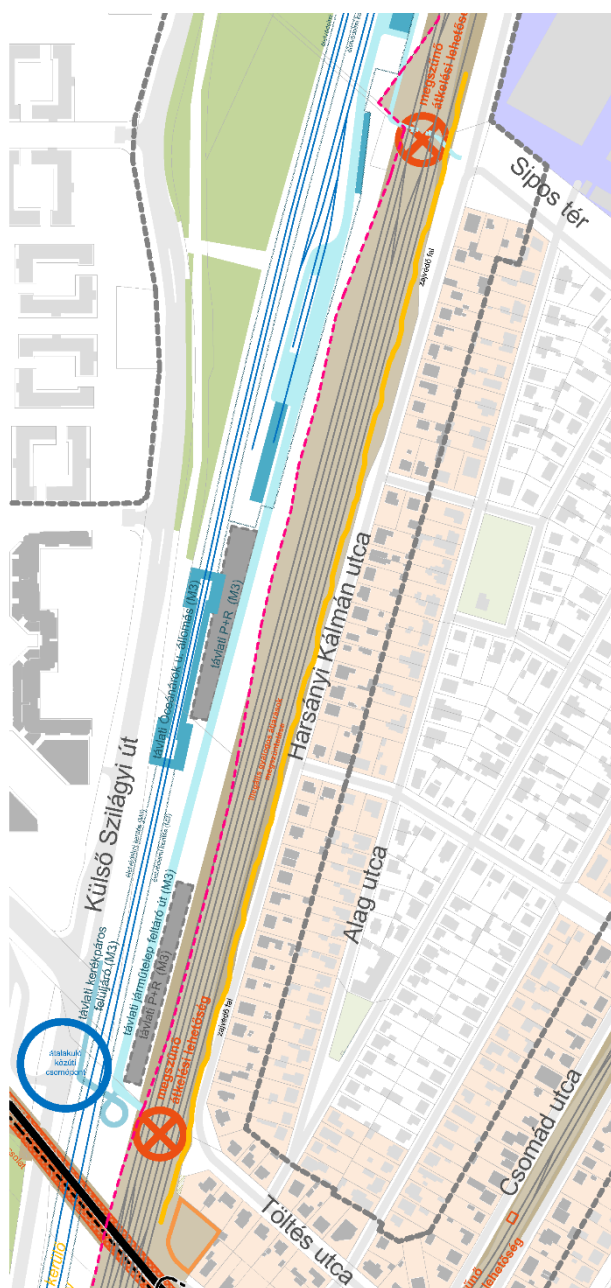 megszűnő
átkelési lehetőség
Sipos tér
zajvédő fal
Harsányi Kálmán utca
távlati Óceánárok u. állomás (M3)
távlati P+R (M3)
Külső Szilágyi út
Alag utca
távlati kerékpáros
felüljáró (M3)
távlati járműtelep feltáró út (M3)
távlati P+R (M3)
zajvédő fal
megszűnő
átkelési lehetőség
átalakuló
közúti
csomópont
Csomád utca
Töltés utca